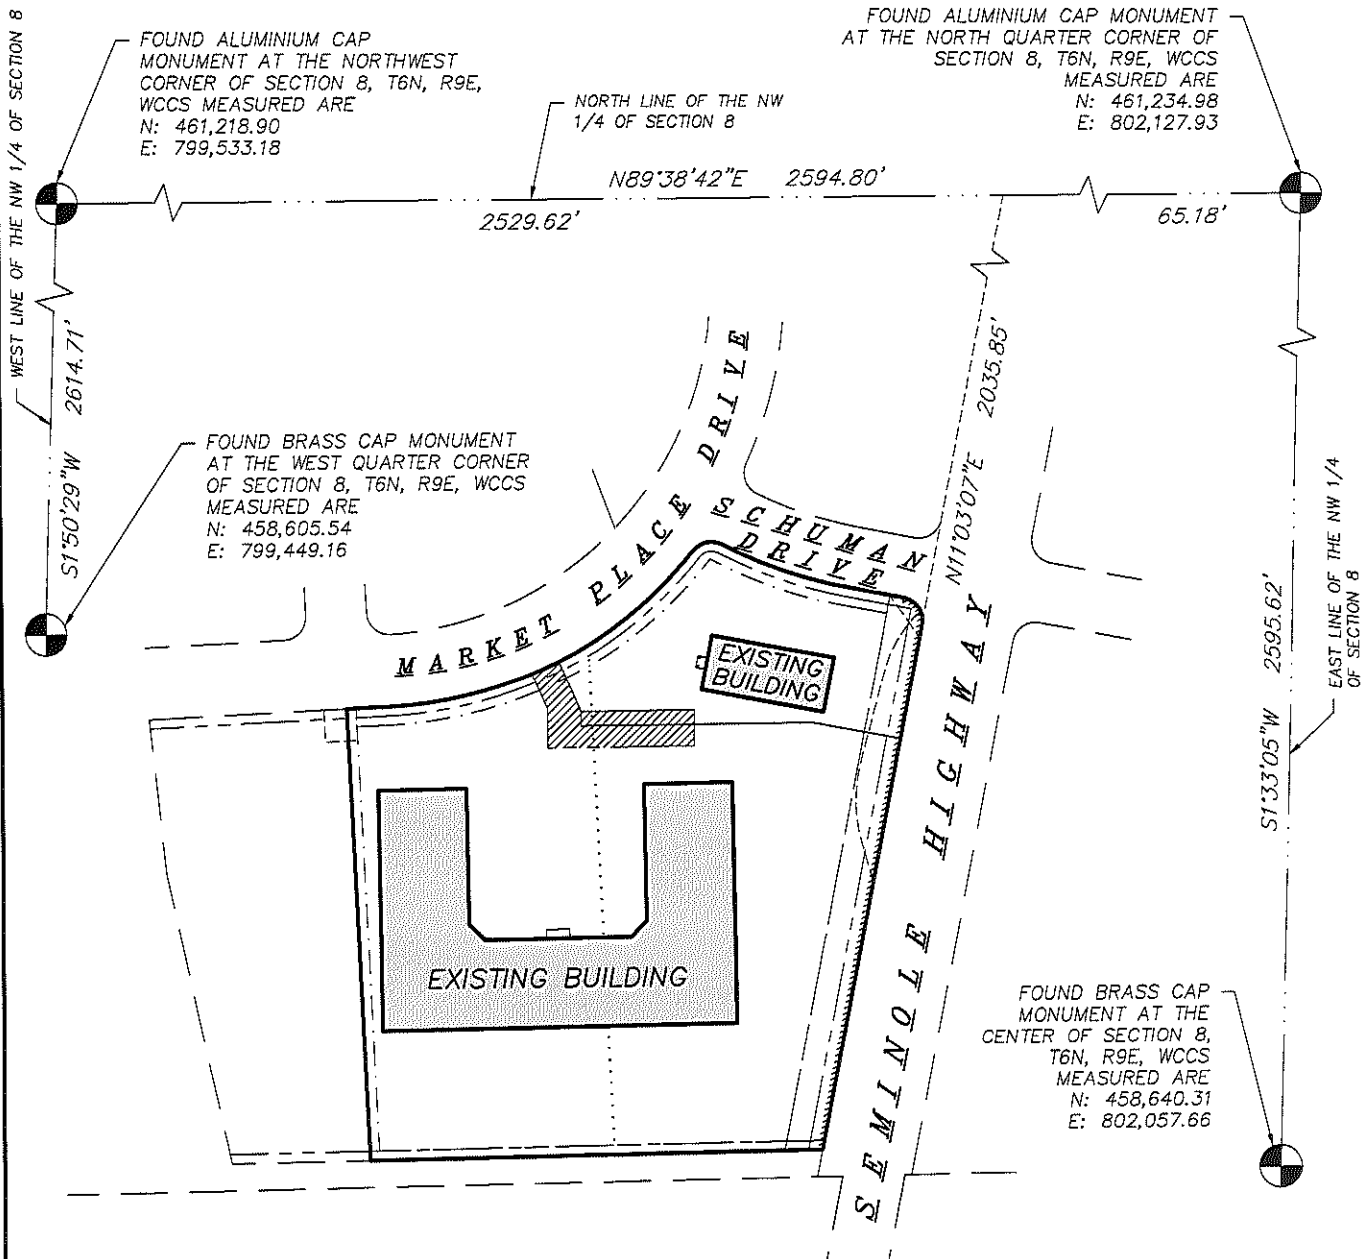 FOUND ALUMINIUM CAP
MONUMENT AT THE NORTHWEST
CORNER OF SECTION 8, T6N, R9E,
WCCS MEASURED ARE
N: 461,218.90
E: 799,533.18
FOUND ALUMINIUM CAP MONUMENT
AT THE NORTH QUARTER CORNER OF
SECTION 8, T6N, R9E, WCCS
MEASURED ARE
N: 461,234.98
E: 802,127.93
NORTH LINE OF THE NW
1/4 OF SECTION 8
N89°38'42"E 2594.80'
2529.62'
65.18'
WEST LINE OF THE NW 1/4 OF SECTION 8
S1°50'29"W 2614.71'
FOUND BRASS CAP MONUMENT
AT THE WEST QUARTER CORNER
OF SECTION 8, T6N, R9E, WCCS
MEASURED ARE
N: 458,605.54
E: 799,449.16
MARKET PLACE DRIVE
SCHUMAN
DRIVE
N11°03'07"E 2035.85'
SEMINOLE HIGHWAY
S1°33'05"W 2595.62'
EAST LINE OF THE NW 1/4
OF SECTION 8
EXISTING
BUILDING
EXISTING BUILDING
FOUND BRASS CAP
MONUMENT AT THE
CENTER OF SECTION 8,
T6N, R9E, WCCS
MEASURED ARE
N: 458,640.31
E: 802,057.66